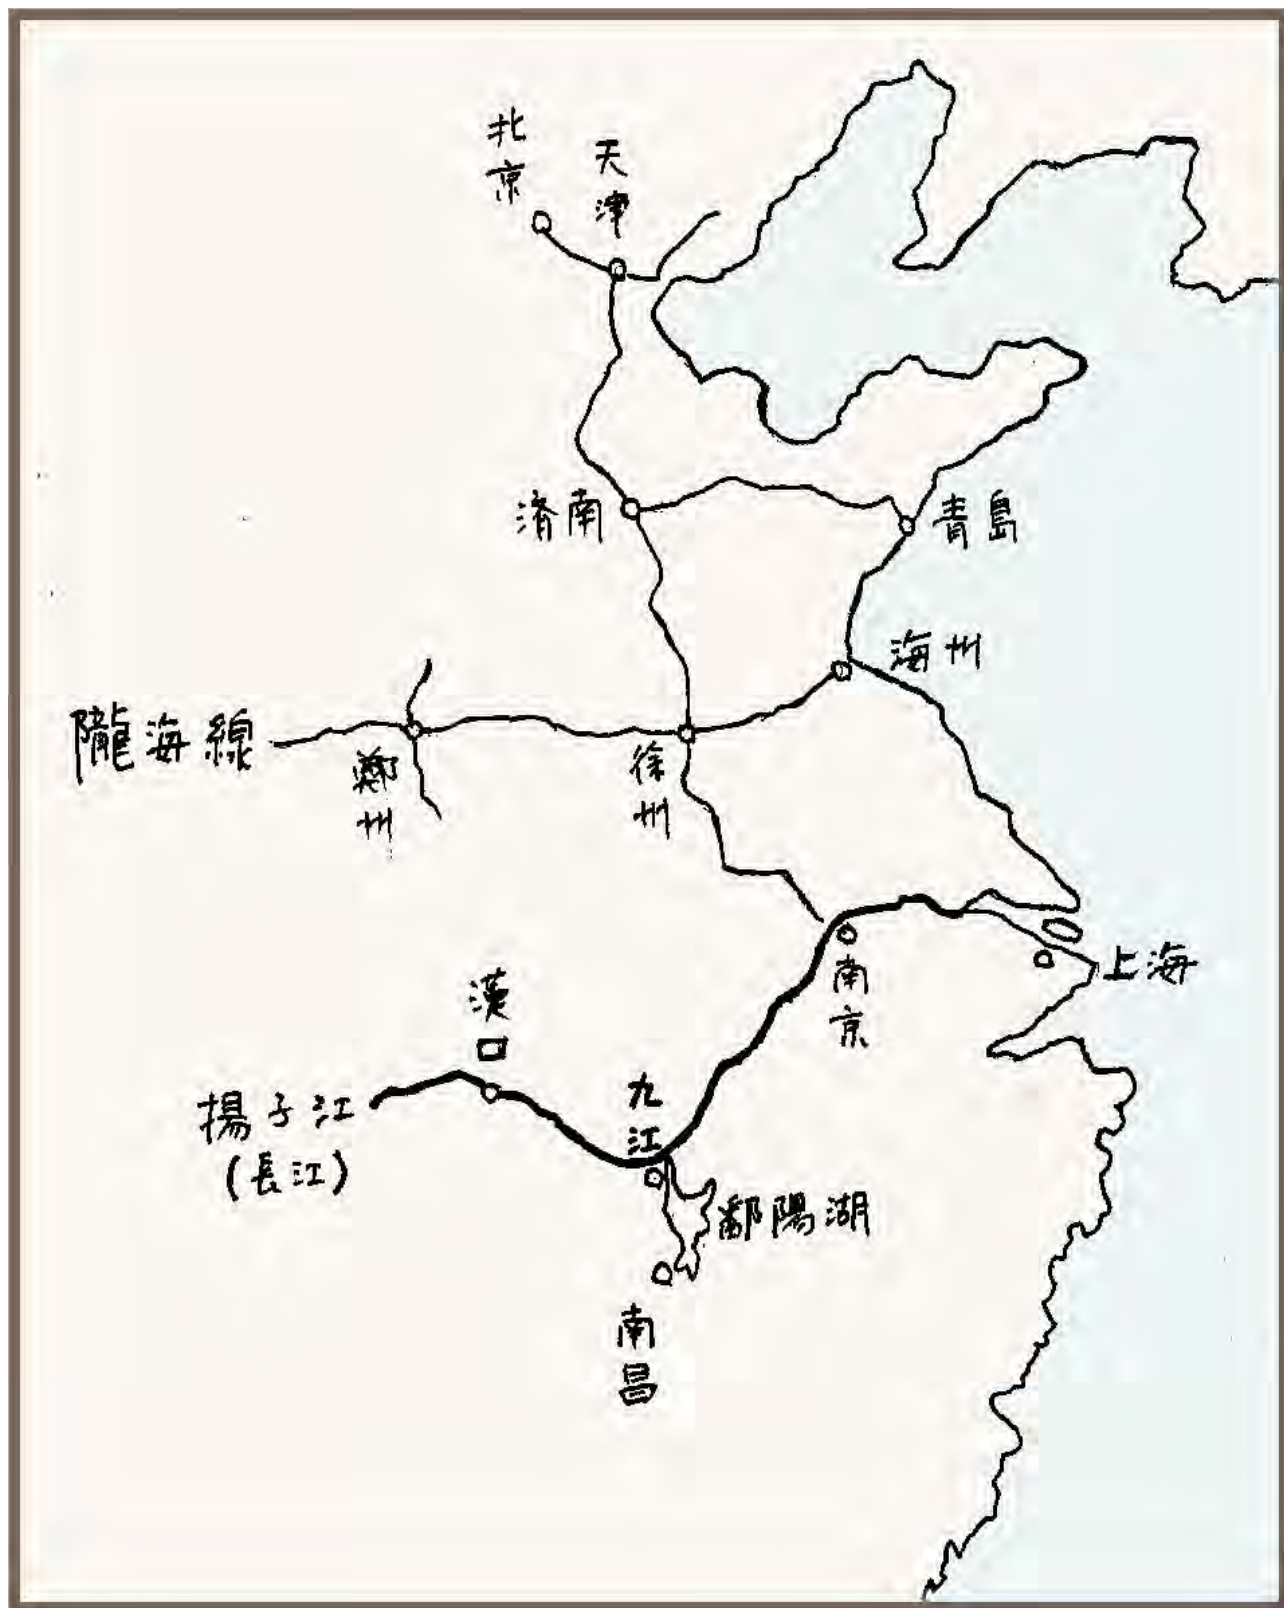 北京
天津
済南
青島
海州
隴海線
鄭州
徐州
南京
上海
漢口
九江
揚子江
(長江)
鄱陽湖
南昌